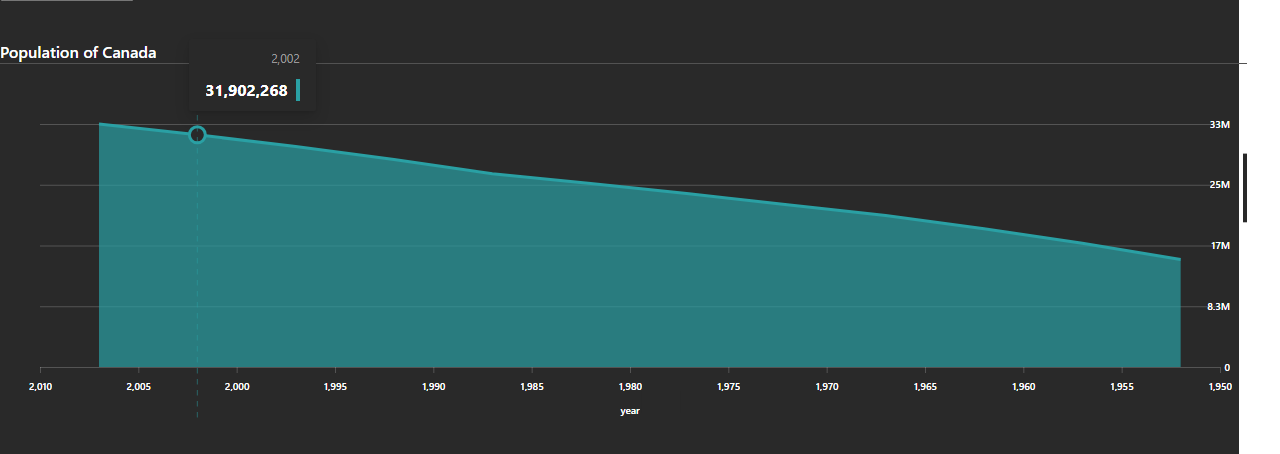 Population of Canada
2,002
31,902,268
33M
25M
17M
8.3M
0
2,010 2,005 2,000 1,995 1,990 1,985 1,980 1,975 1,970 1,965 1,960 1,955 1,950
year